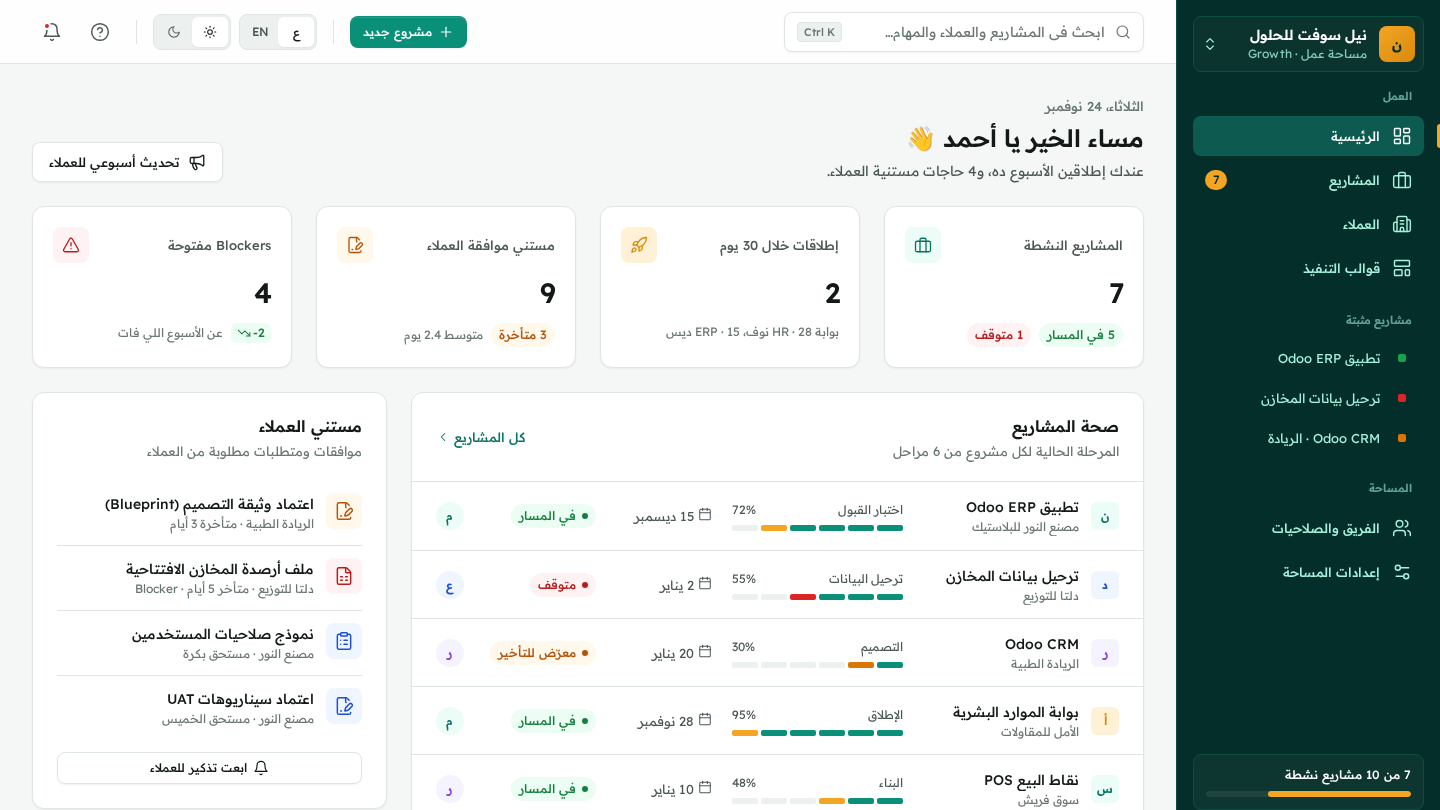 ن
نيل سوفت للحلول
مساحة عمل · Growth
العمل
الرئيسية
المشاريع
7
العملاء
قوالب التنفيذ
مشاريع مثبتة
تطبيق Odoo ERP
ترحيل بيانات المخازن
Odoo CRM · الريادة
المساحة
الفريق والصلاحيات
إعدادات المساحة
7 من 10 مشاريع نشطة
ابحث في المشاريع والعملاء والمهام...
Ctrl K
مشروع جديد
ع
EN
الثلاثاء، 24 نوفمبر
مساء الخير يا أحمد 👋
عندك إطلاقين الأسبوع ده، و4 حاجات مستنية العملاء.
تحديث أسبوعي للعملاء
المشاريع النشطة
7
5 في المسار
1 متوقف
إطلاقات خلال 30 يوم
2
بوابة HR · 28 نوف، ERP · 15 ديس
مستني موافقة العملاء
9
3 متأخرة
متوسط 2.4 يوم
Blockers مفتوحة
4
-2
عن الأسبوع اللي فات
صحة المشاريع
المرحلة الحالية لكل مشروع من 6 مراحل
كل المشاريع
ن
تطبيق Odoo ERP
مصنع النور للبلاستيك
اختبار القبول
72%
15 ديسمبر
في المسار
م
د
ترحيل بيانات المخازن
دلتا للتوزيع
ترحيل البيانات
55%
2 يناير
متوقف
ع
ر
Odoo CRM
الريادة الطبية
التصميم
30%
20 يناير
معرّض للتأخير
ر
أ
بوابة الموارد البشرية
الأمل للمقاولات
الإطلاق
95%
28 نوفمبر
في المسار
م
س
نقاط البيع POS
سوق فريش
البناء
48%
10 يناير
في المسار
ر
مستني العملاء
موافقات ومتطلبات مطلوبة من العملاء
اعتماد وثيقة التصميم (Blueprint)
الريادة الطبية · متأخرة 3 أيام
ملف أرصدة المخازن الافتتاحية
دلتا للتوزيع · متأخر 5 أيام · Blocker
نموذج صلاحيات المستخدمين
مصنع النور · مستحق بكرة
اعتماد سيناريوهات UAT
مصنع النور · مستحق الخميس
ابعت تذكير للعملاء